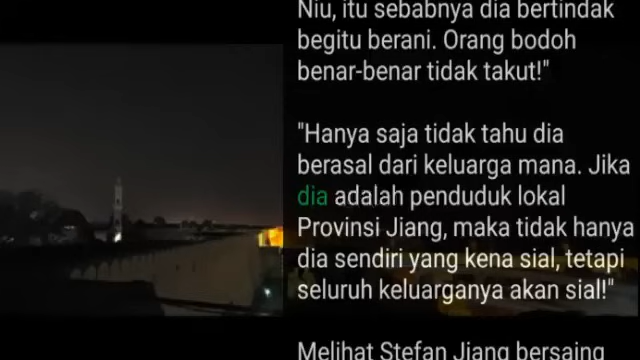 Niu, itu sebabnya dia bertindak
begitu berani. Orang bodoh
benar-benar tidak takut!"
"Hanya saja tidak tahu dia
berasal dari keluarga mana. Jika
dia adalah penduduk lokal
Provinsi Jiang, maka tidak hanya
dia sendiri yang kena sial, tetapi
seluruh keluarganya akan sial!"
Melihat Stefan Jiang bersaing